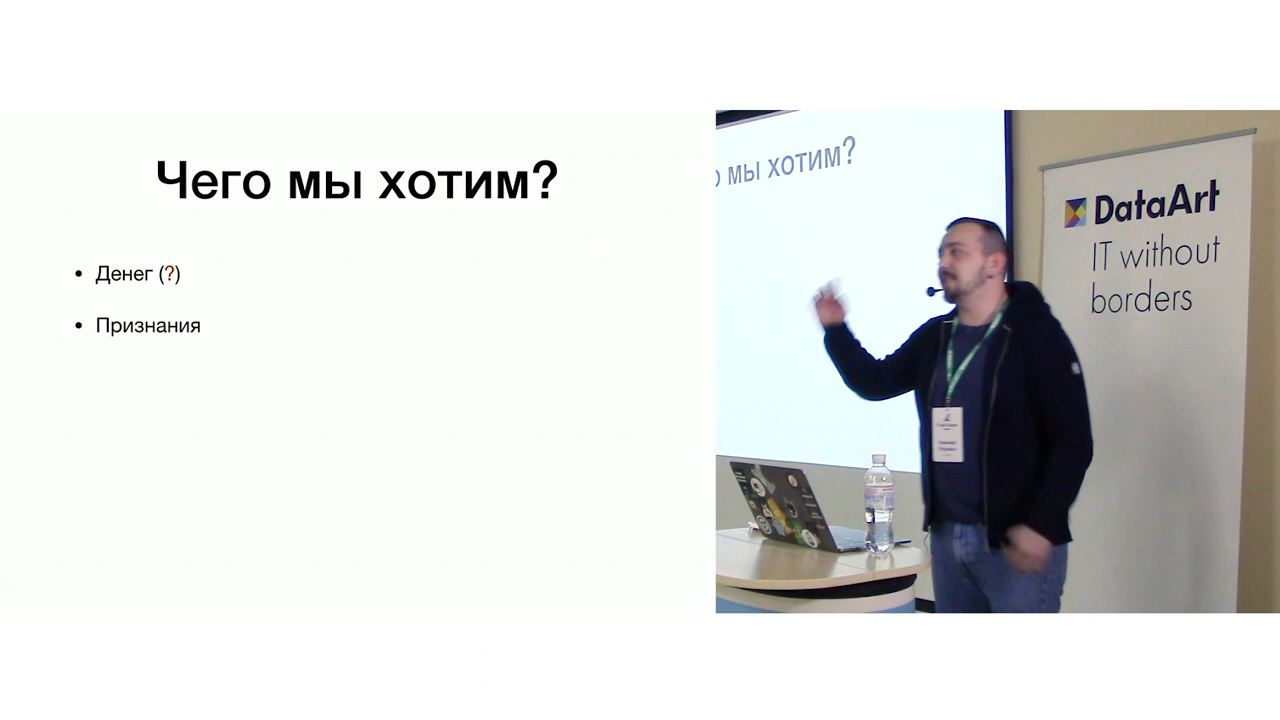 Чего мы хотим?
• Денег (?)
• Признания
мы хотим?
DataArt
IT without
borders